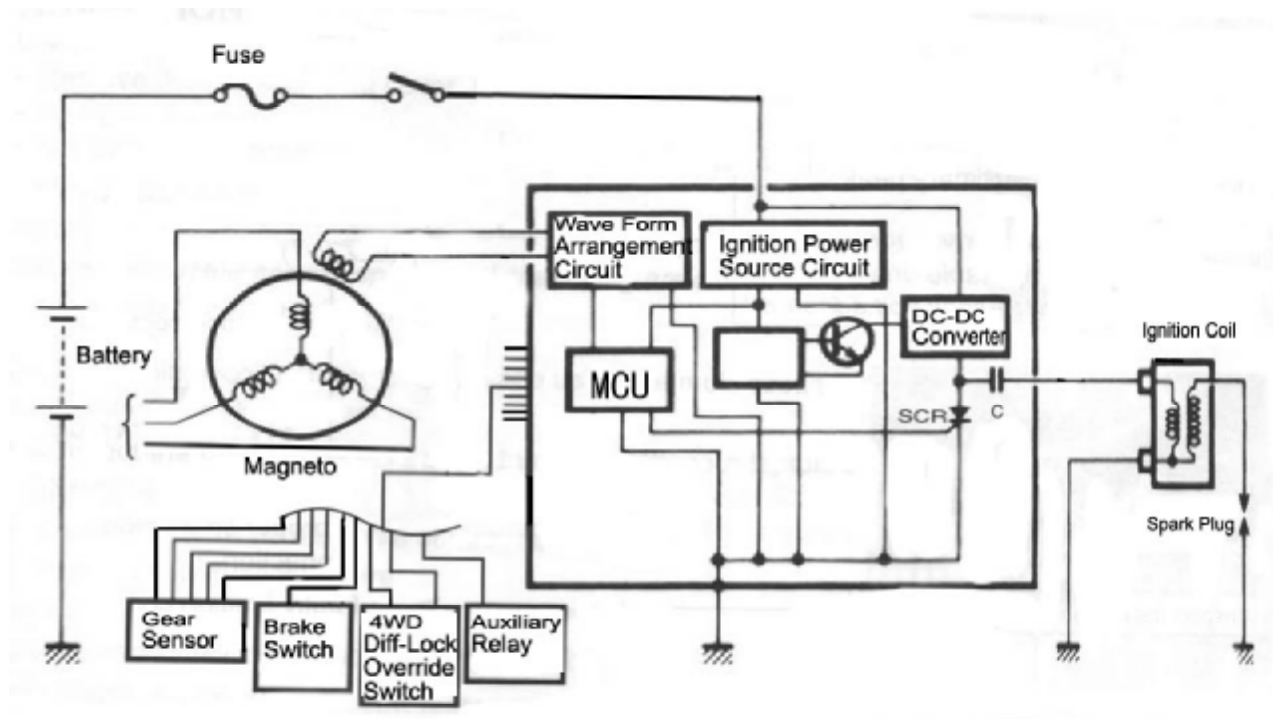 Fuse
Wave Form
Arrangement
Circuit
Ignition Power
Source Circuit
DC-DC
Converter
Ignition Coil
Battery
MCU
SCR
C
Magneto
Spark Plug
Gear
Sensor
Brake
Switch
4WD
Diff-Lock
Override
Switch
Auxiliary
Relay